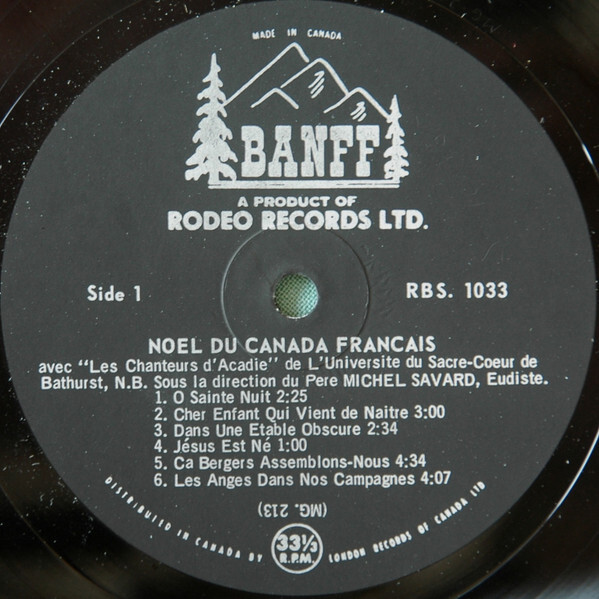 MADE IN CANADA
BANFF
A PRODUCT OF
RODEO RECORDS LTD.
Side 1
RBS. 1033
NOEL DU CANADA FRANCAIS
avec "Les Chanteurs d'Acadie" de L'Universite du Sacre-Coeur de
Bathurst, N.B. Sous la direction du Pere MICHEL SAVARD, Eudiste.
1. O Sainte Nuit 2:25
2. Cher Enfant Qui Vient de Naitre 3:00
3. Dans Une Etable Obscure 2:34
4. Jésus Est Né 1:00
5. Ca Bergers Assemblons-Nous 4:34
6. Les Anges Dans Nos Campagnes 4:07
(MG. 213)
33⅓
R.P.M.
DISTRIBUTED IN CANADA BY LONDON RECORDS OF CANADA LTD